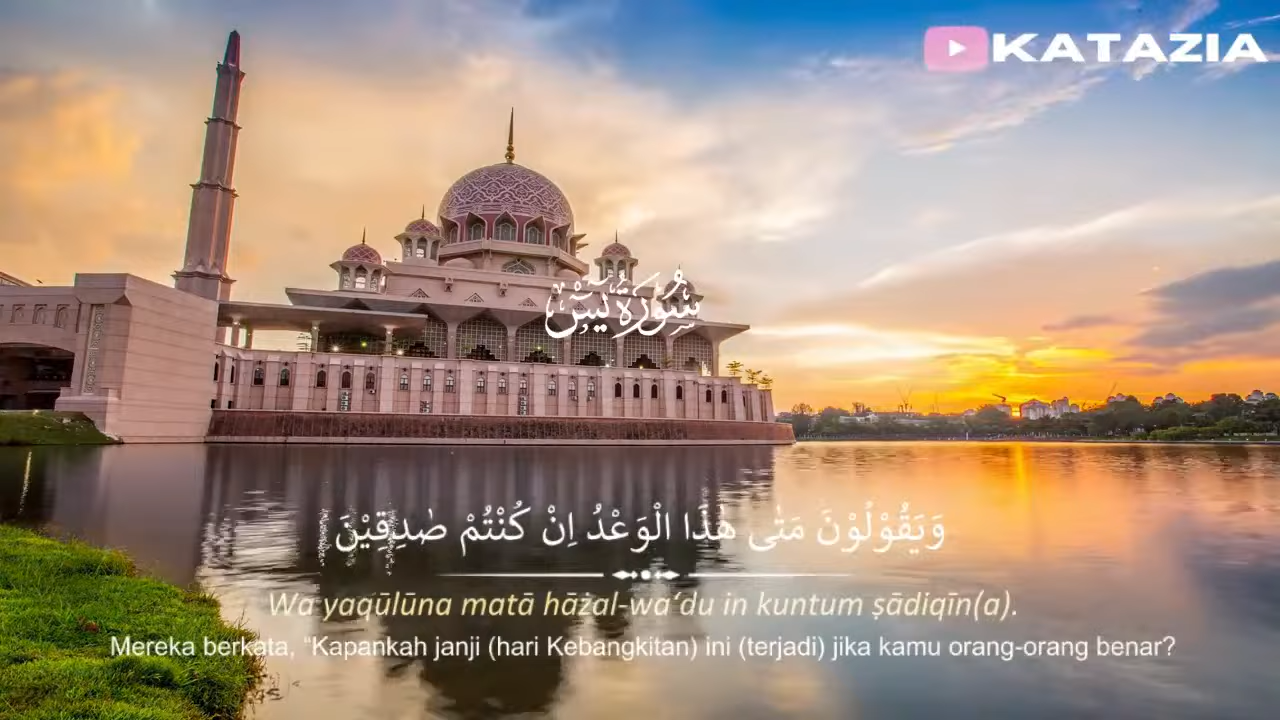 KATAZIA
سُوْرَةُ يٰسۤ
وَيَقُوْلُوْنَ مَتٰى هٰذَا الْوَعْدُ اِنْ كُنْتُمْ صٰدِقِيْنَ
Wa yaqūlūna matā hāżal-wa‘du in kuntum ṣādiqīn(a).
Mereka berkata, “Kapankah janji (hari Kebangkitan) ini (terjadi) jika kamu orang-orang benar?